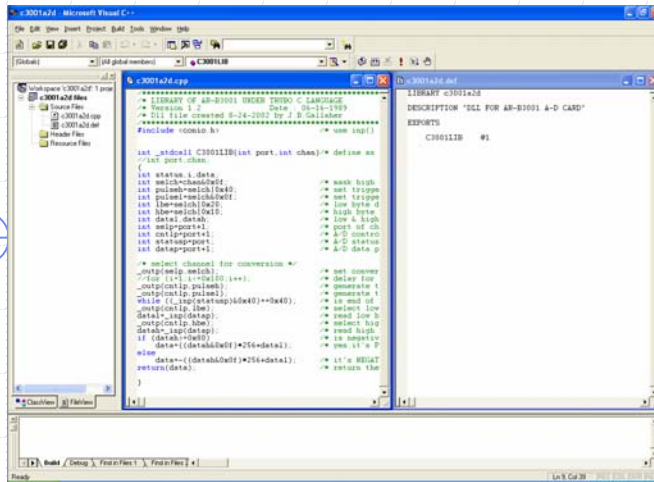 c3001a2d - Microsoft Visual C++
File Edit View Insert Project Build Tools Window Help
(Globals) (All global members) C3001LIB
Workspace 'c3001a2d': 1 proje
c3001a2d files
Source Files
c3001a2d.cpp
c3001a2d.def
Header Files
Resource Files
ClassView FileView
c3001a2d.cpp
/* LIBRARY OF AR-B3001 UNDER TRUBO C LANGUAGE
/* Version 1.2 Date : 06-16-1989
/* Dll file created 8-24-2002 by J B Gallaher
#include <conio.h> /* use inp()
int _stdcall C3001LIB(int port,int chan)/* define as
//int port,chan;
{
int status,i,data;
int selch=chan&0x0f; /* mask high
int pulseh=selch|0x40; /* set trigge
int pulsel=selch&0x0f; /* set trigge
int lbe=selch|0x20; /* low byte d
int hbe=selch|0x10; /* high byte
int datal,datah; /* low & high
int selp=port+1; /* port of ch
int cntlp=port+1; /* A/D contro
int statusp=port; /* A/D status
int datap=port+1; /* A/D data p
/* select channel for conversion */
_outp(selp,selch); /* set conver
//for (i=1;i<=0x100;i++); /* delay for
_outp(cntlp,pulseh); /* generate t
_outp(cntlp,pulsel); /* generate t
while ((_inp(statusp)&0x40)==0x40); /* is end of
_outp(cntlp,lbe); /* select low
datal=_inp(datap); /* read low b
_outp(cntlp,hbe); /* select hig
datah=_inp(datap); /* read high
if (datah>=0x80) /* is negativ
data=((datah&0x0f)*256+datal); /* yes it's P
else
data=-((datah&0x0f)*256+datal); /* it's NEGAT
return(data); /* return the
}
c3001a2d.def
LIBRARY c3001a2d
DESCRIPTION "DLL FOR AR-B3001 A-D CARD"
EXPORTS
C3001LIB @1
Build Debug Find in Files 1 Find in Files 2
Ready Ln 9, Col 39 REC COL OVR READ